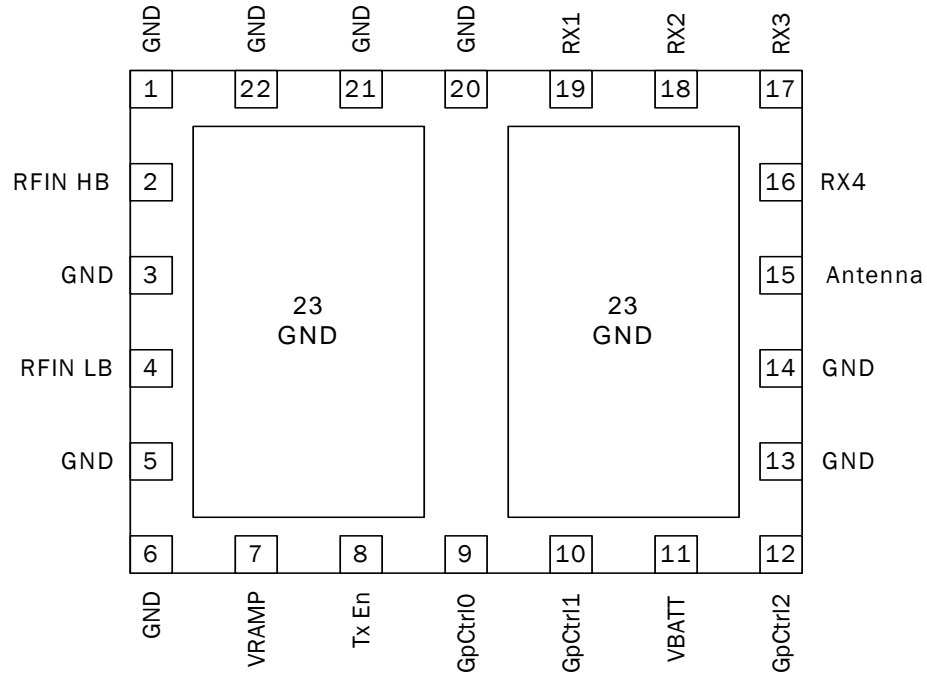 GND
GND
GND
GND
RX1
RX2
RX3
1
22
21
20
19
18
17
RFIN HB
2
16
RX4
GND
3
15
Antenna
23
GND
23
GND
RFIN LB
4
14
GND
GND
5
13
GND
6
7
8
9
10
11
12
GND
VRAMP
Tx En
GpCtrl0
GpCtrl1
VBATT
GpCtrl2